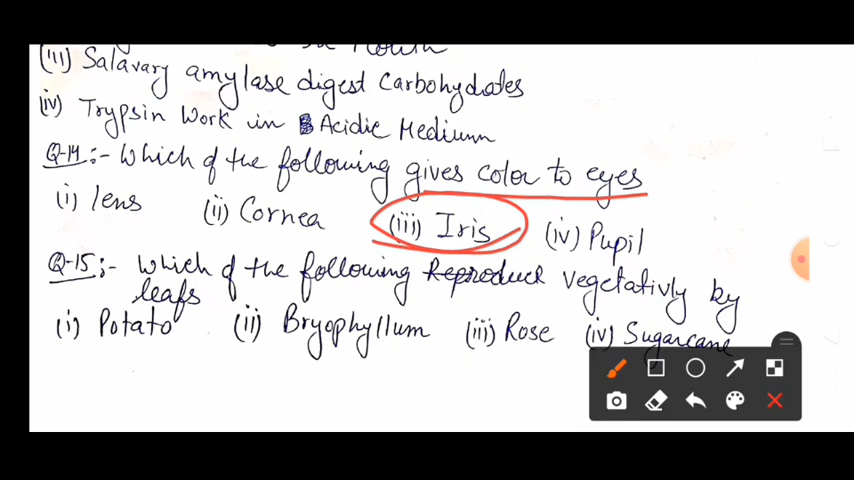 (iii) Salavary amylase digest Carbohydrates
(iv) Trypsin Work in Acidic Medium
Q-14:- Which of the following gives color to eyes
(i) lens (ii) Cornea (iii) Iris (iv) Pupil
Q-15:- Which of the following Reproduct vegetativly by
leafs
(i) Potato (ii) Bryophyllum (iii) Rose (iv) Sugarcane